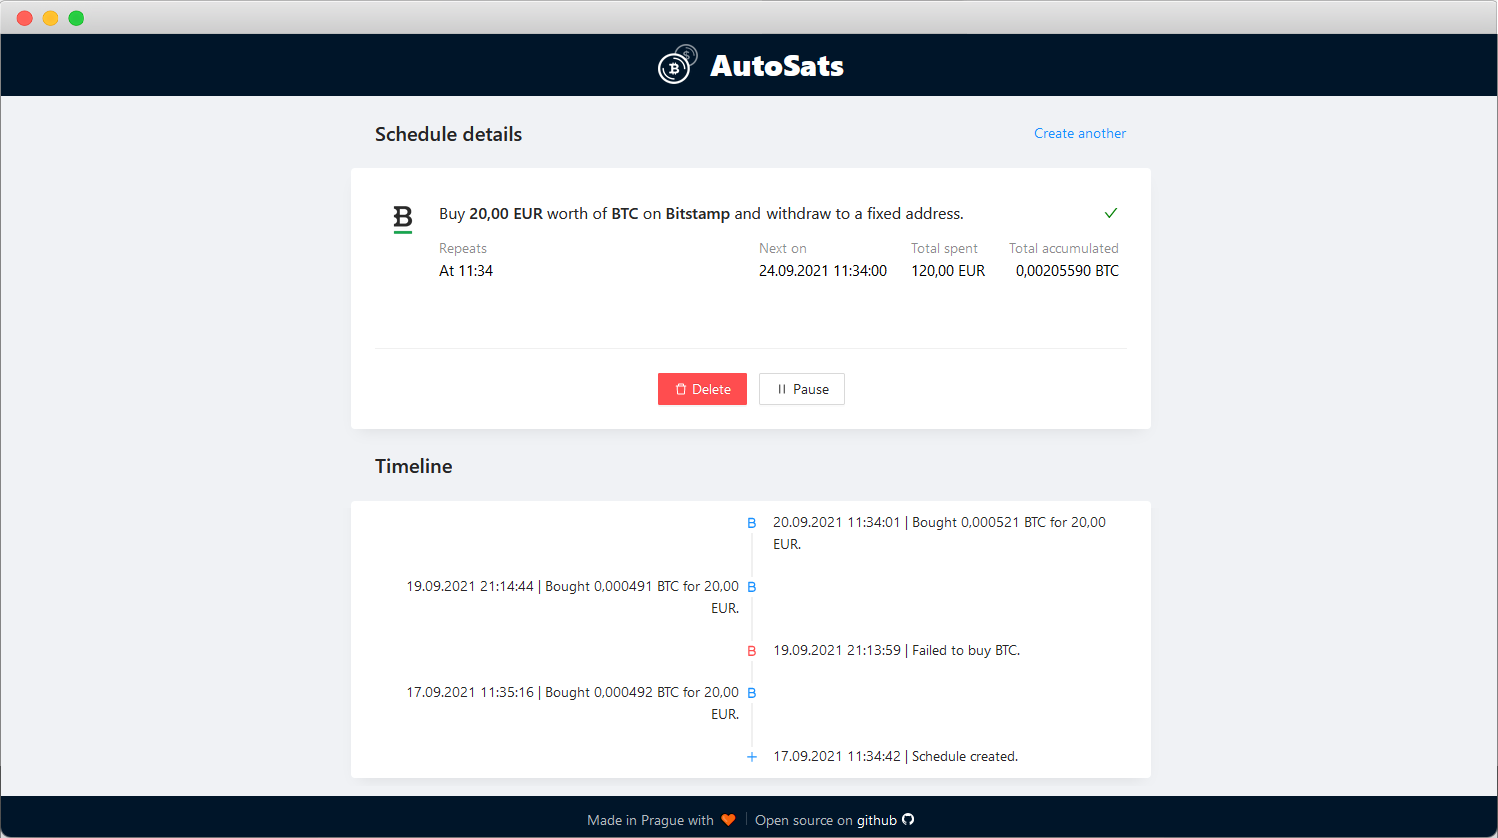 AutoSats
Schedule details
Create another
Buy 20,00 EUR worth of BTC on Bitstamp and withdraw to a fixed address.
Repeats
At 11:34
Next on
24.09.2021 11:34:00
Total spent
120,00 EUR
Total accumulated
0,00205590 BTC
Delete
Pause
Timeline
20.09.2021 11:34:01 | Bought 0,000521 BTC for 20,00
EUR.
19.09.2021 21:14:44 | Bought 0,000491 BTC for 20,00
EUR.
19.09.2021 21:13:59 | Failed to buy BTC.
17.09.2021 11:35:16 | Bought 0,000492 BTC for 20,00
EUR.
17.09.2021 11:34:42 | Schedule created.
Made in Prague with
Open source on github